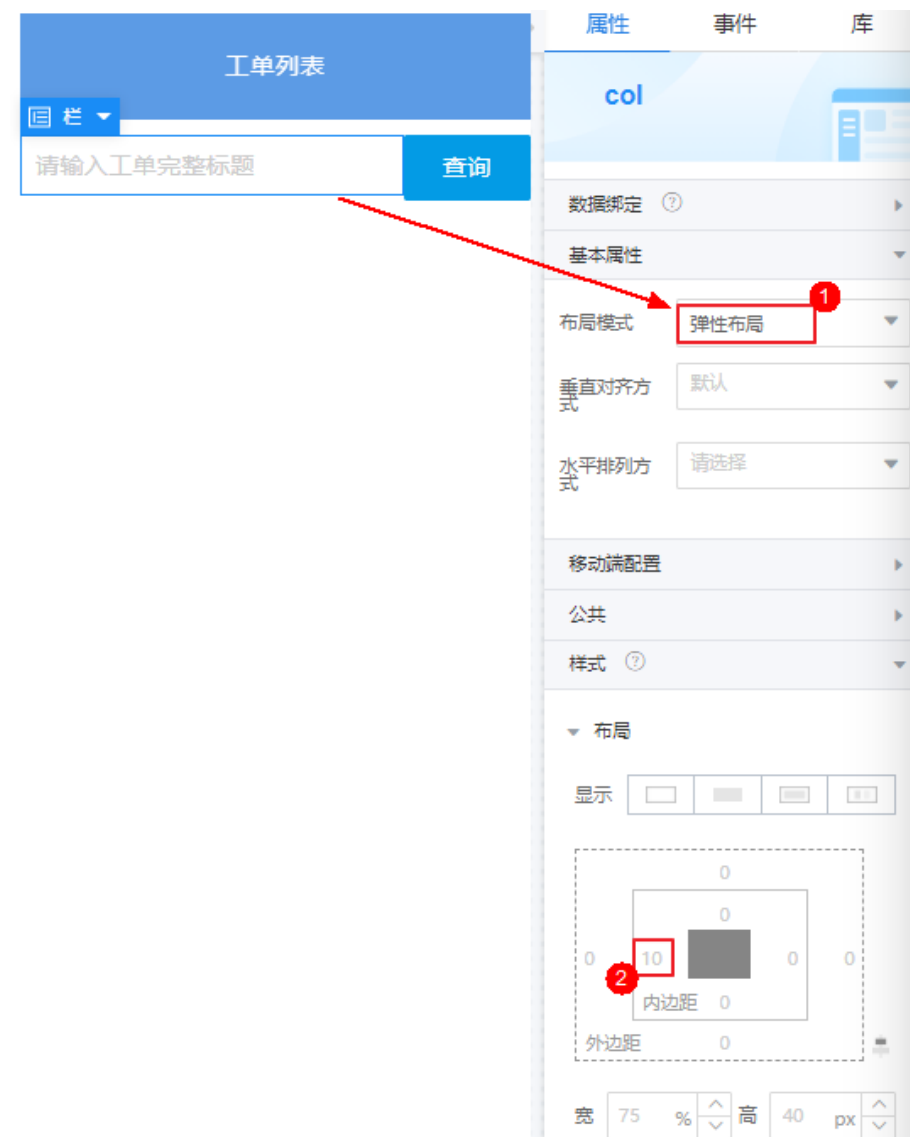 属性 事件 库
工单列表
col
栏
请输入工单完整标题 查询
数据绑定 ?
基本属性
1
布局模式 弹性布局
垂直对齐方 默认
式
水平排列方 请选择
式
移动端配置
公共
样式 ?
布局
显示
0
0
0 10 0 0
2
内边距 0
外边距 0
宽 75 % 高 40 px